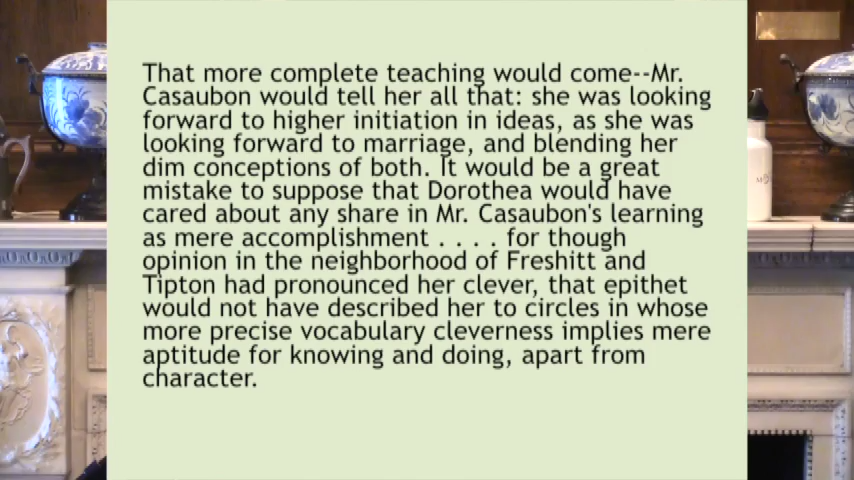 That more complete teaching would come--Mr.
Casaubon would tell her all that: she was looking
forward to higher initiation in ideas, as she was
looking forward to marriage, and blending her
dim conceptions of both. It would be a great
mistake to suppose that Dorothea would have
cared about any share in Mr. Casaubon's learning
as mere accomplishment . . . . for though
opinion in the neighborhood of Freshitt and
Tipton had pronounced her clever, that epithet
would not have described her to circles in whose
more precise vocabulary cleverness implies mere
aptitude for knowing and doing, apart from
character.